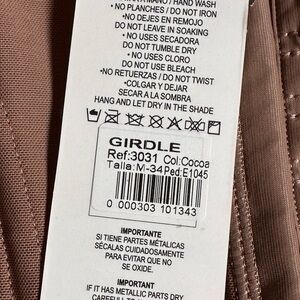 MANO / HAND WASH
• NO PLANCHES / DO NOT IRON
•NO DEJES EN REMOJO
DO NOT LEAVE IN SOAKING
• NO USES SECADORA
DO NOT TUMBLE DRY
• NO USES CLORO
DO NOT USE BLEACH
•NO RETUERZAS / DO NOT TWIST
•COLGAR Y DEJAR
SECAR A LA SOMBRA
HANG AND LET DRY IN THE SHADE
GIRDLE
Ref:3031 Col:Cocoa
Talla:M-34 Ped:E1045
0 000303 101343
IMPORTANTE
SI TIENE PARTES METÁLICAS
SÉCALAS CUIDADOSAMENTE
PARA EVITAR QUE NO
SE OXIDE.
IMPORTANT
IF IT HAS METALLIC PARTS DRY
CAREFULLY TO